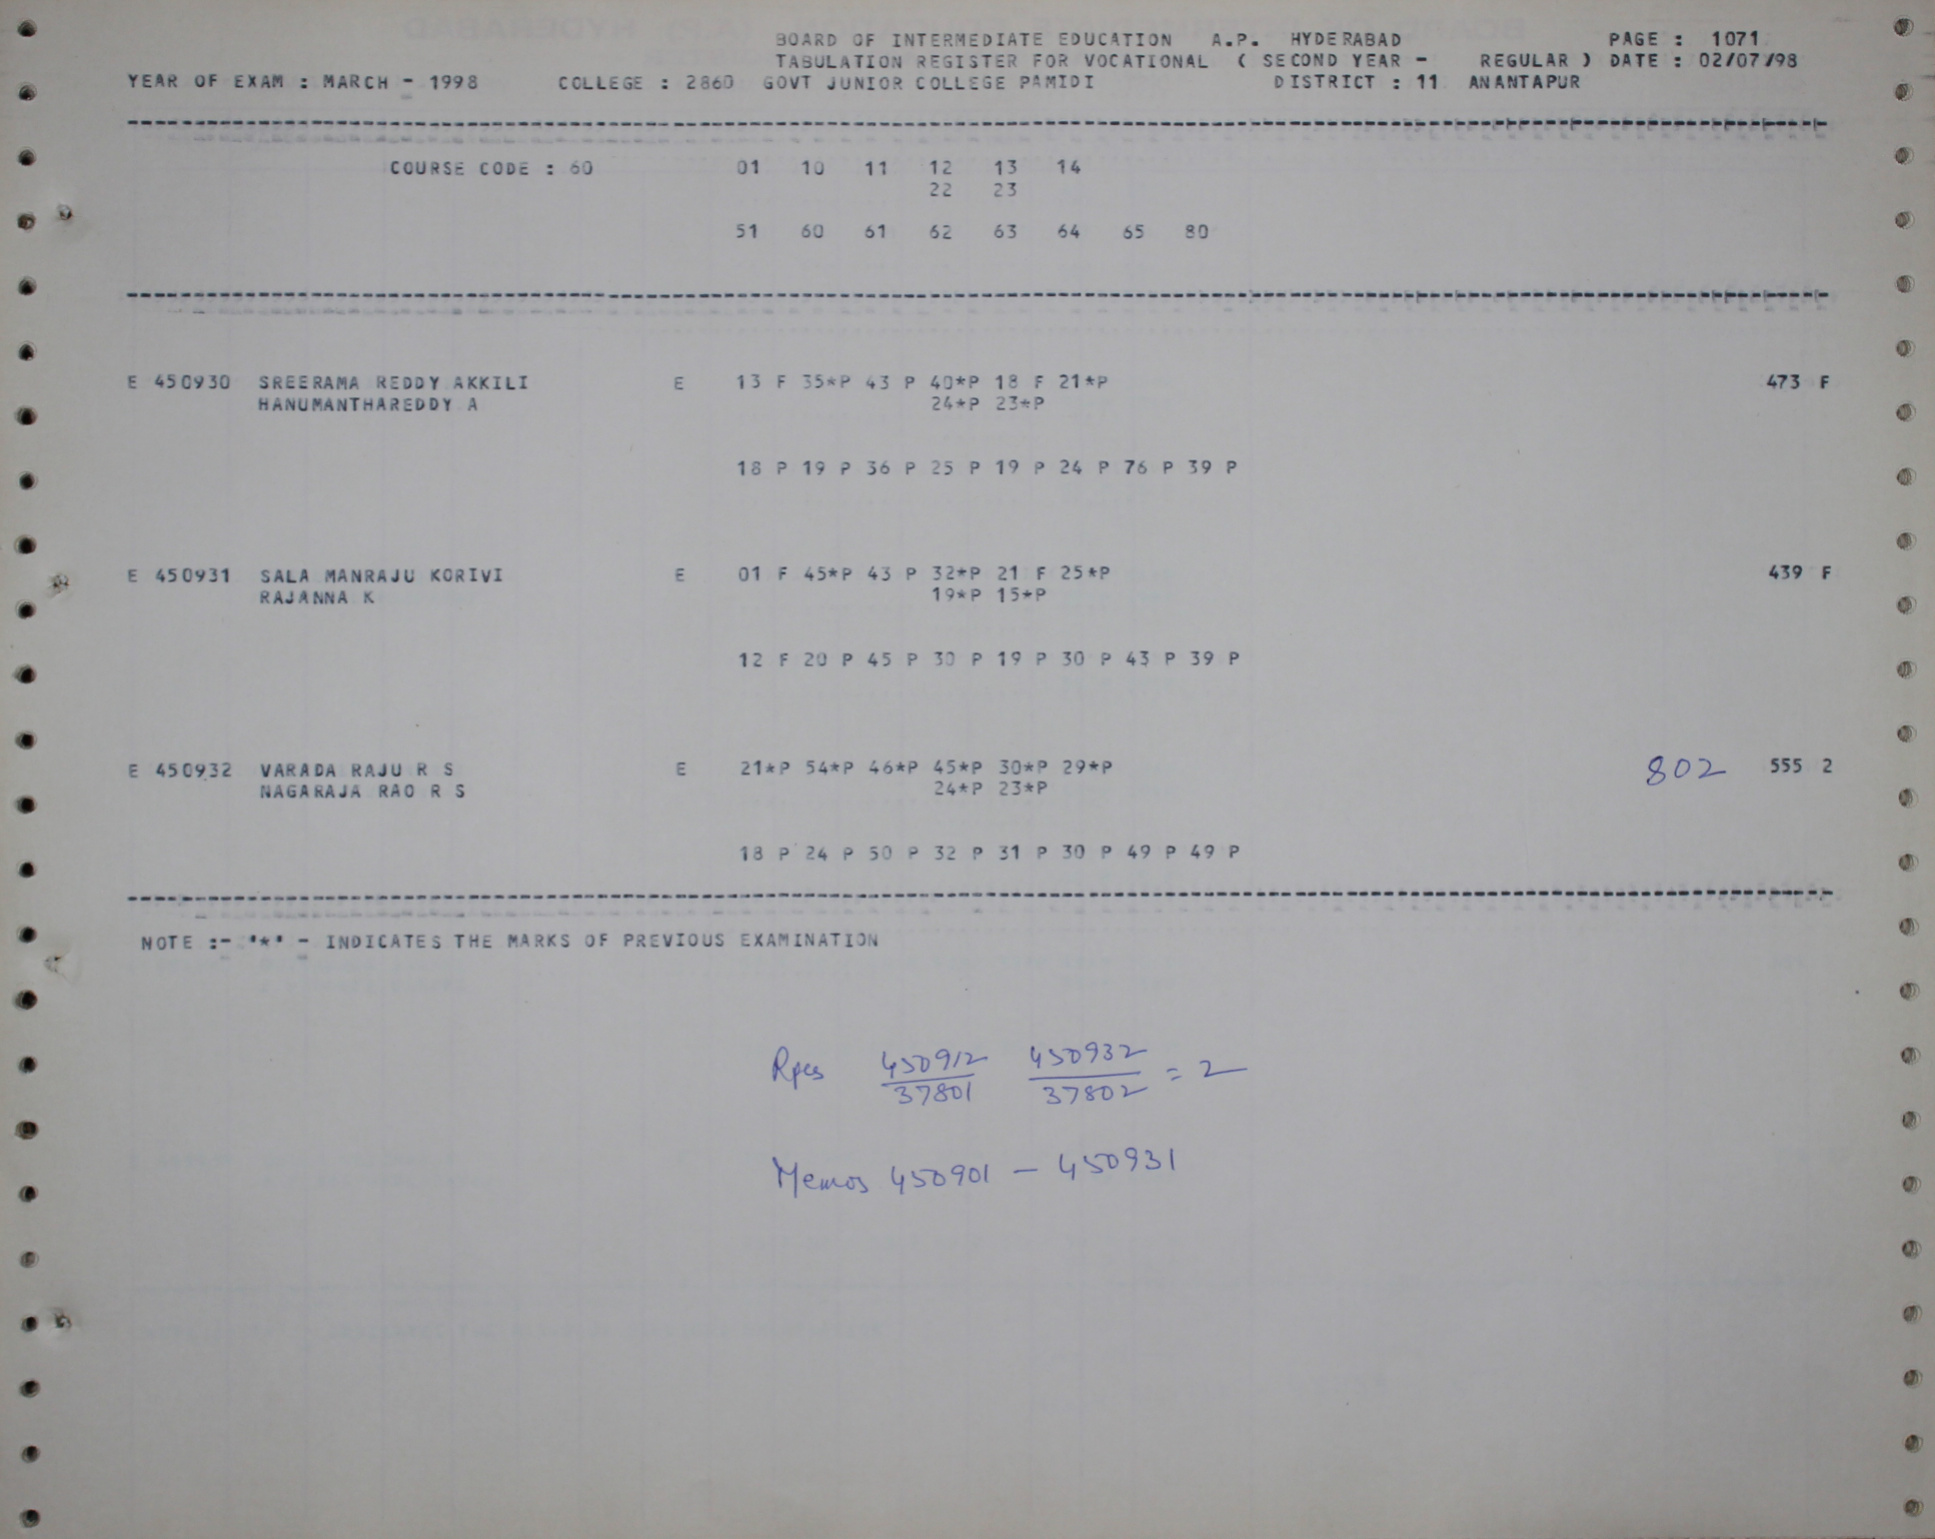 BOARD OF INTERMEDIATE EDUCATION A.P. HYDERABAD PAGE : 1071
TABULATION REGISTER FOR VOCATIONAL ( SECOND YEAR - REGULAR ) DATE : 02/07/98
YEAR OF EXAM : MARCH - 1998 COLLEGE : 2860 GOVT JUNIOR COLLEGE PAMIDI DISTRICT : 11 ANANTAPUR
COURSE CODE : 60 01 10 11 12 13 14
22 23
51 60 61 62 63 64 65 80
E 450930 SREERAMA REDDY AKKILI E 13 F 35*P 43 P 40*P 18 F 21*P 473 F
HANUMANTHAREDDY A 24*P 23*P
18 P 19 P 36 P 25 P 19 P 24 P 76 P 39 P
E 450931 SALA MANRAJU KORIVI E 01 F 45*P 43 P 32*P 21 F 25*P 439 F
RAJANNA K 19*P 15*P
12 F 20 P 45 P 30 P 19 P 30 P 43 P 39 P
E 450932 VARADA RAJU R S E 21*P 54*P 46*P 45*P 30*P 29*P 802 555 2
NAGARAJA RAO R S 24*P 23*P
18 P 24 P 50 P 32 P 31 P 30 P 49 P 49 P
NOTE :- '*' - INDICATES THE MARKS OF PREVIOUS EXAMINATION
450912 450932
37801 37802 = 2
Memos 450901 - 450931